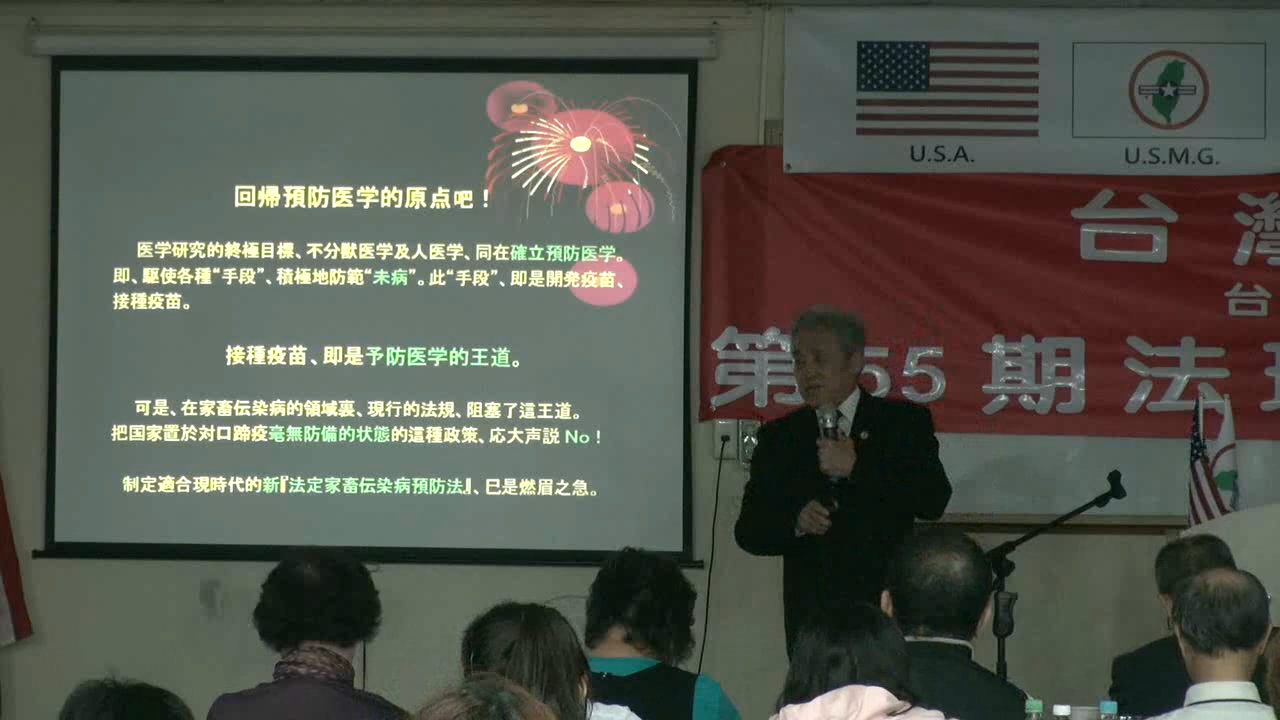 回帰預防医学的原点吧！
医学研究的終極目標、不分獣医学及人医学、同在確立預防医学。
即、駆使各種“手段”、積極地防範“未病”。此“手段”、即是開発疫苗、
接種疫苗。
接種疫苗、即是予防医学的王道。
可是、在家畜伝染病的領域裏、現行的法規、阻塞了這王道。
把国家置於対口蹄疫毫無防備的状態的這種政策、応大声説 No！
制定適合現時代的新『法定家畜伝染病預防法』、巳是燃眉之急。
U.S.A.
U.S.M.G.
台灣
台
第 55 期 法理